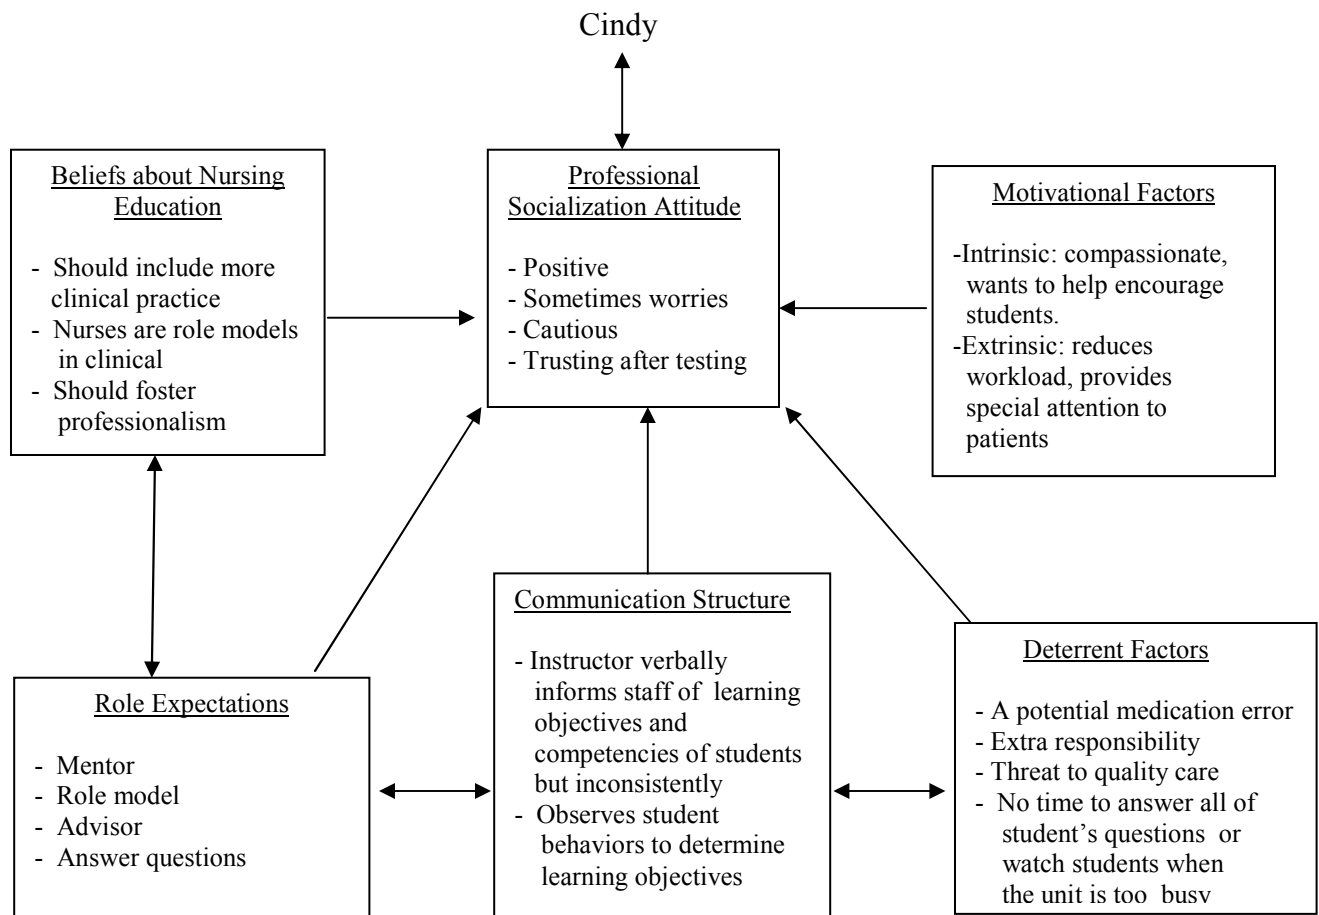 Cindy
Beliefs about Nursing
Education
- Should include more
clinical practice
- Nurses are role models
in clinical
- Should foster
professionalism
Professional
Socialization Attitude
- Positive
- Sometimes worries
- Cautious
- Trusting after testing
Motivational Factors
-Intrinsic: compassionate,
wants to help encourage
students.
-Extrinsic: reduces
workload, provides
special attention to
patients
Role Expectations
- Mentor
- Role model
- Advisor
- Answer questions
Communication Structure
- Instructor verbally
informs staff of learning
objectives and
competencies of students
but inconsistently
- Observes student
behaviors to determine
learning objectives
Deterrent Factors
- A potential medication error
- Extra responsibility
- Threat to quality care
- No time to answer all of
student’s questions or
watch students when
the unit is too busy